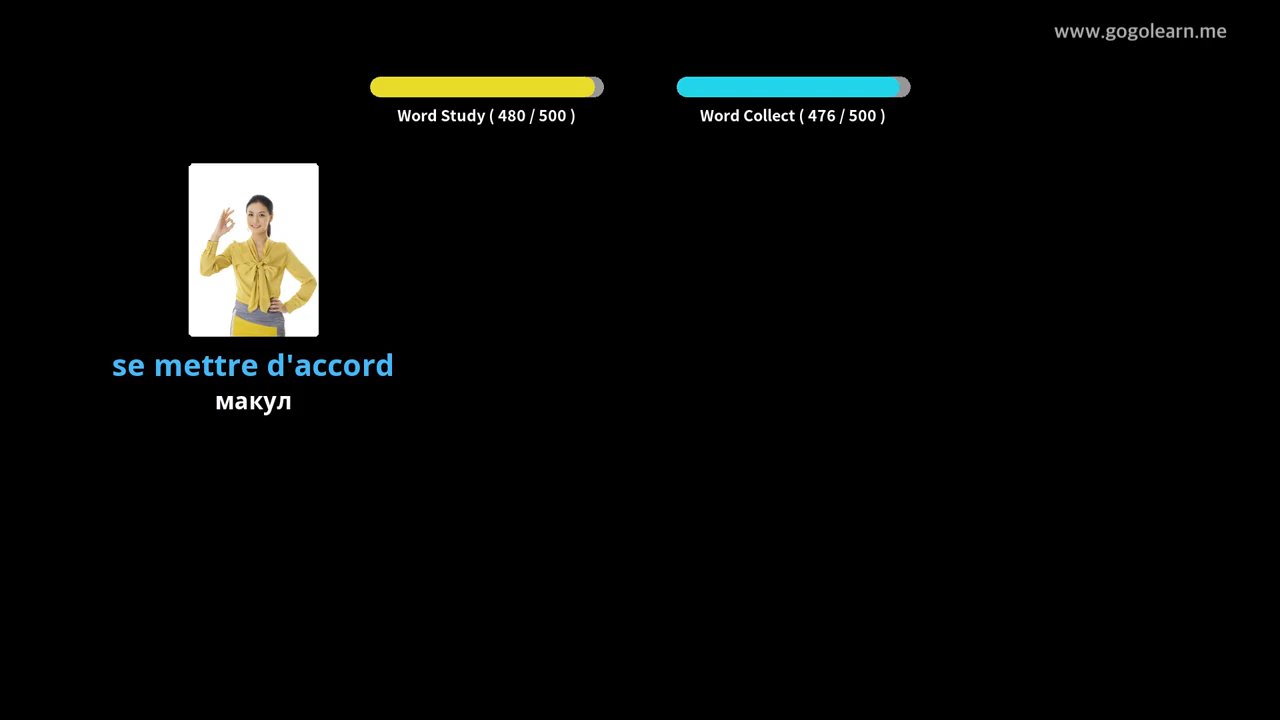 www.gogolearn.me
Word Study ( 480 / 500 )
Word Collect ( 476 / 500 )
se mettre d'accord
макул